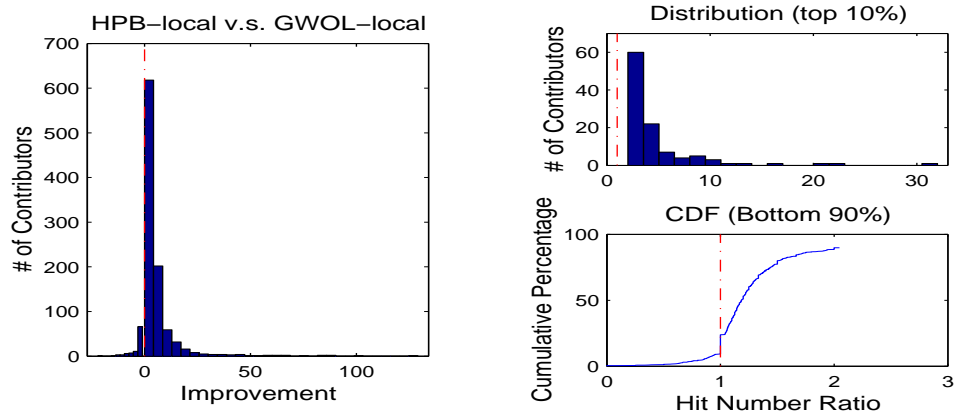 HPB−local v.s. GWOL−local
700
600
500
400
300
200
100
0
0 50 100
# of Contributors
Improvement
Distribution (top 10%)
60
40
20
0
0 10 20 30
# of Contributors
CDF (Bottom 90%)
100
50
0
0 1 2 3
Cumulative Percentage
Hit Number Ratio